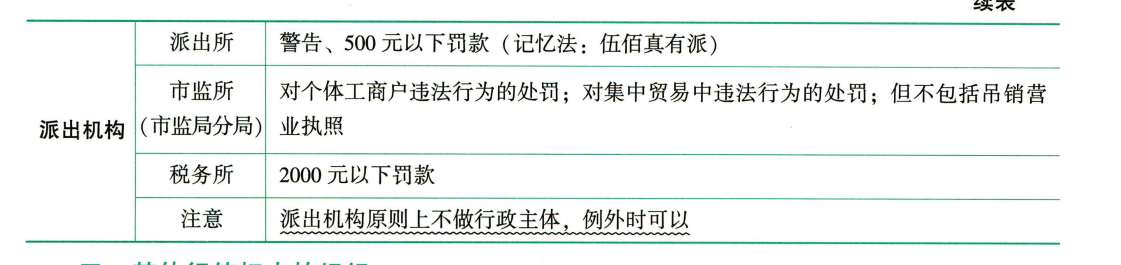 续表
派出所 警告、500 元以下罚款（记忆法：伍佰真有派）
市监所 对个体工商户违法行为的处罚；对集中贸易中违法行为的处罚；但不包括吊销营
派出机构 （市监局分局） 业执照
税务所 2000 元以下罚款
注意 派出机构原则上不做行政主体，例外时可以